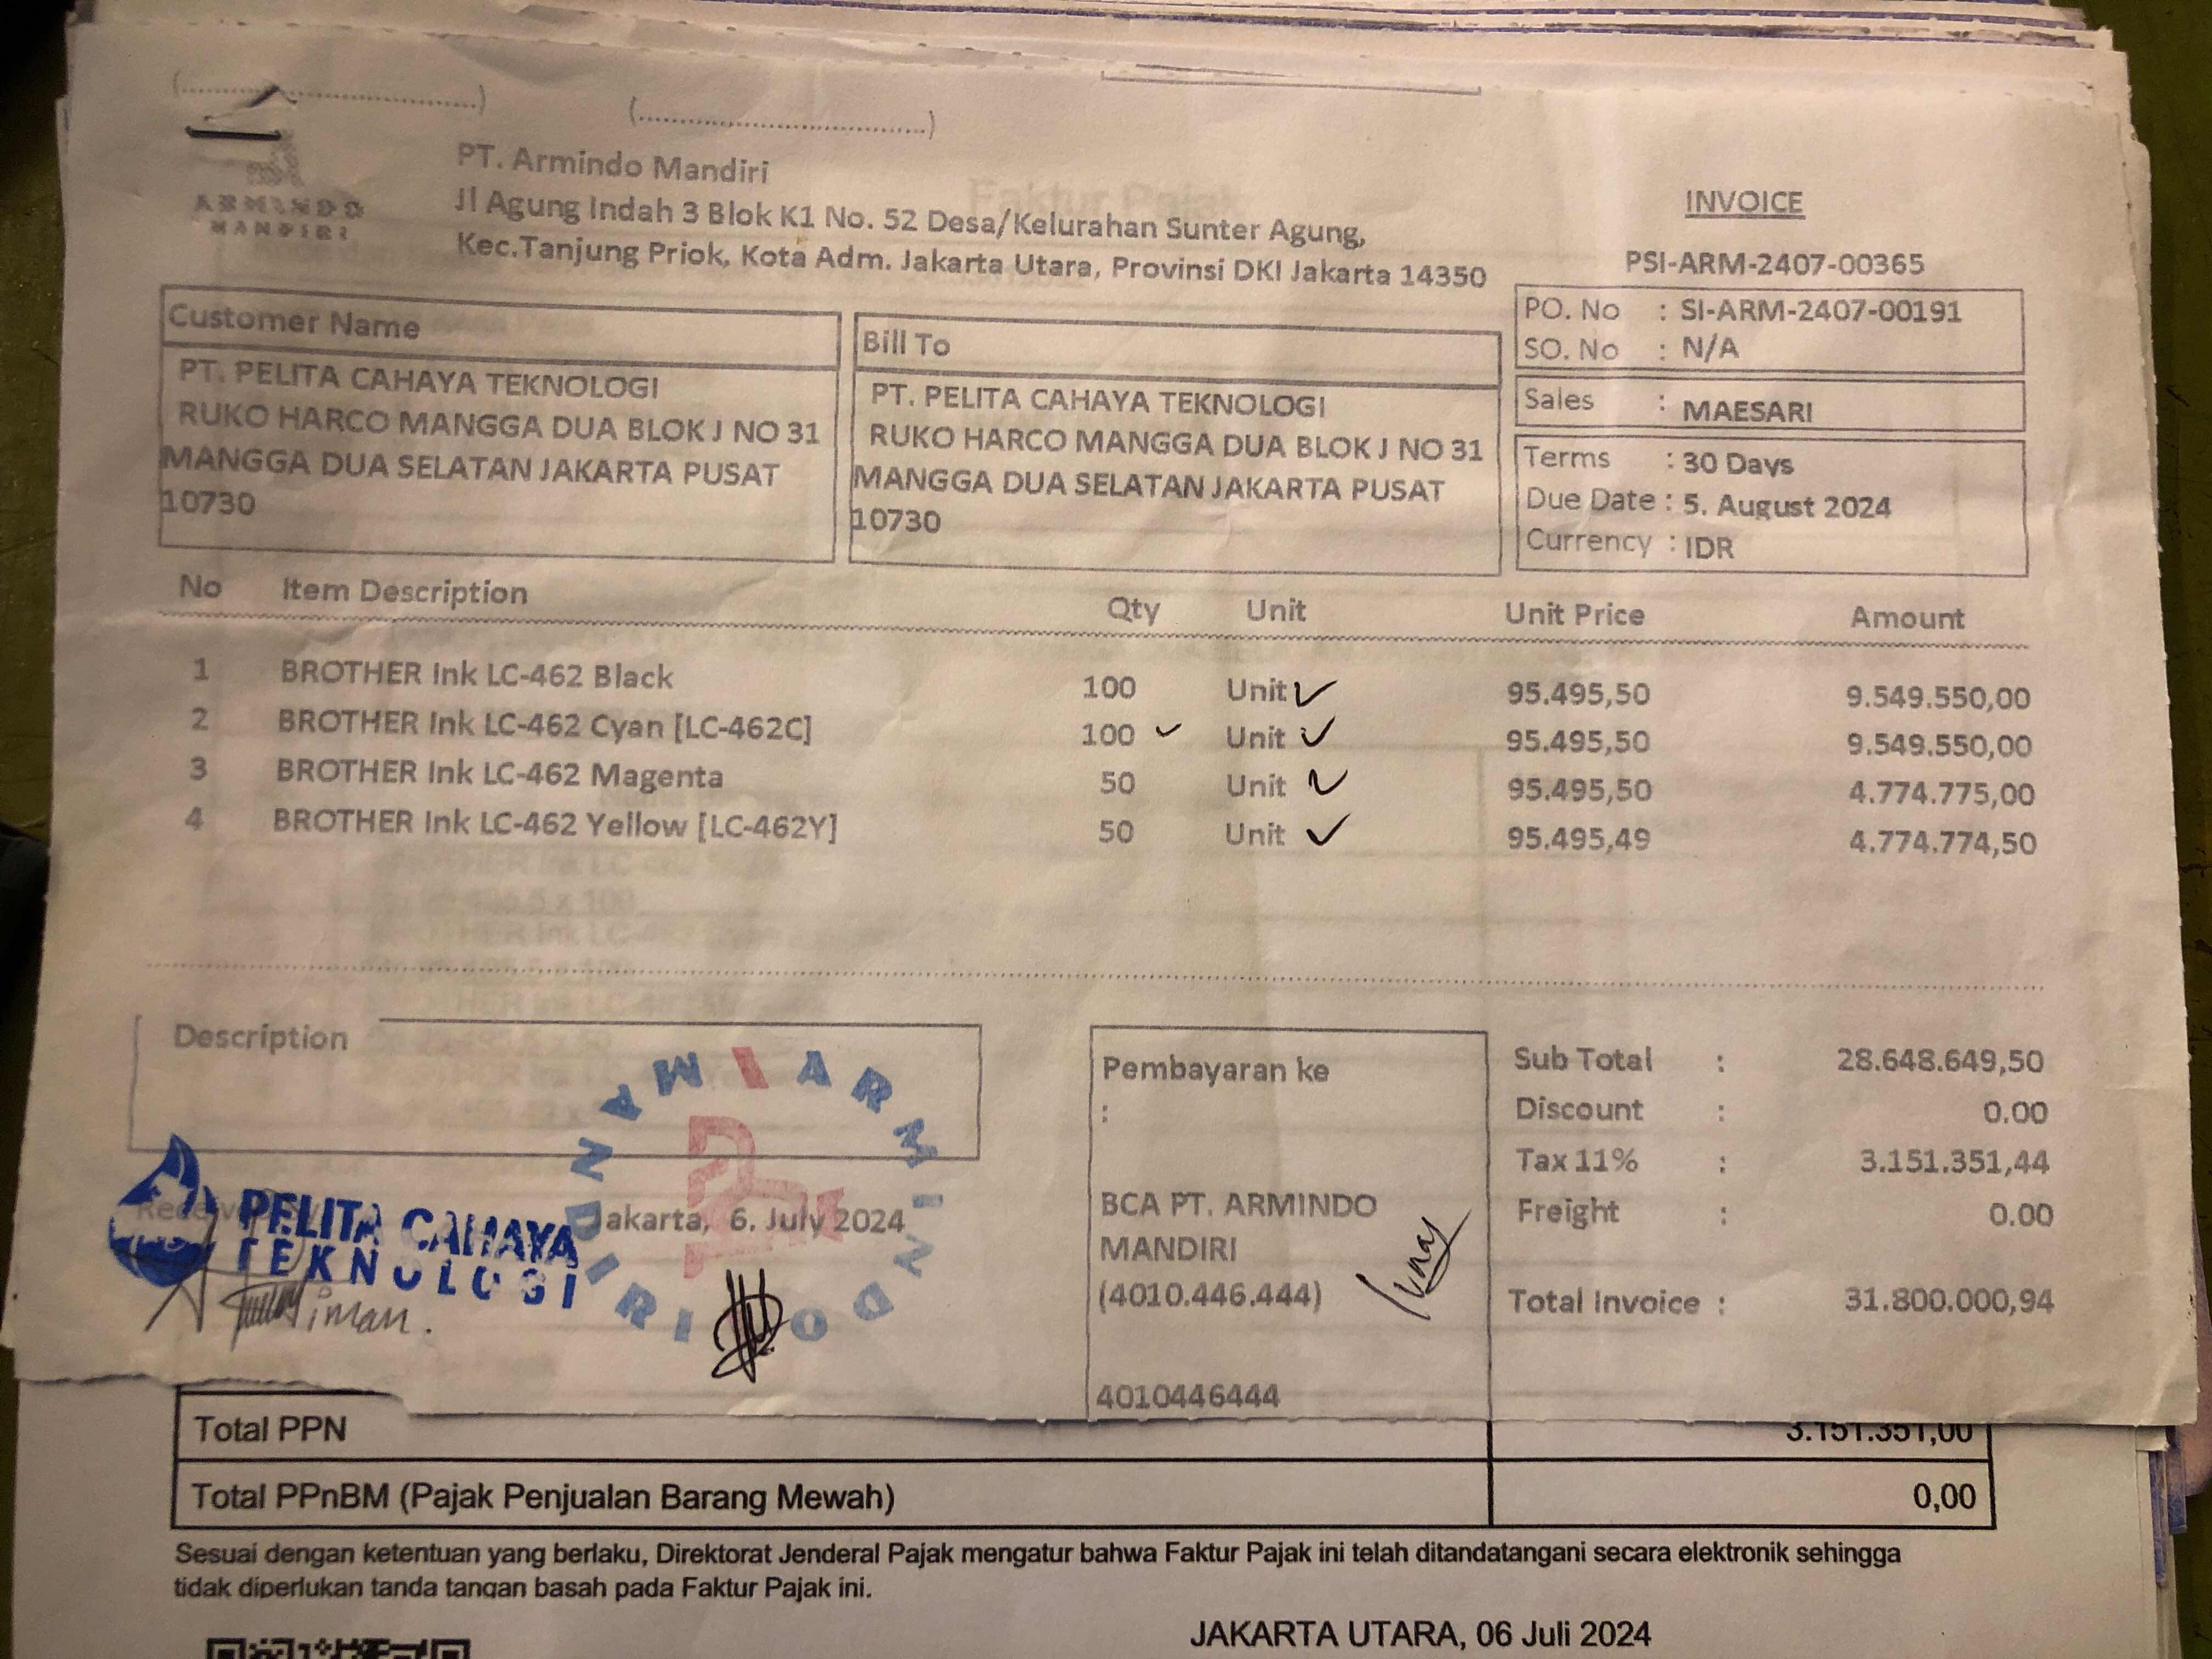 (..............................)
(..............................)
ARMINDO
MANDIRI
PT. Armindo Mandiri
Jl Agung Indah 3 Blok K1 No. 52 Desa/Kelurahan Sunter Agung,
Kec.Tanjung Priok, Kota Adm. Jakarta Utara, Provinsi DKI Jakarta 14350
INVOICE
PSI-ARM-2407-00365
Customer Name
PT. PELITA CAHAYA TEKNOLOGI
RUKO HARCO MANGGA DUA BLOK J NO 31
MANGGA DUA SELATAN JAKARTA PUSAT
10730
Bill To
PT. PELITA CAHAYA TEKNOLOGI
RUKO HARCO MANGGA DUA BLOK J NO 31
MANGGA DUA SELATAN JAKARTA PUSAT
10730
PO. No : SI-ARM-2407-00191
SO. No : N/A
Sales : MAESARI
Terms : 30 Days
Due Date : 5. August 2024
Currency : IDR
No Item Description Qty Unit Unit Price Amount
1 BROTHER Ink LC-462 Black 100 Unit 95.495,50 9.549.550,00
2 BROTHER Ink LC-462 Cyan [LC-462C] 100 Unit 95.495,50 9.549.550,00
3 BROTHER Ink LC-462 Magenta 50 Unit 95.495,50 4.774.775,00
4 BROTHER Ink LC-462 Yellow [LC-462Y] 50 Unit 95.495,49 4.774.774,50
Description
PELITA CAHAYA
TEKNOLOGI
Jakarta, 6. July 2024
ARMINDO MANDIRI
Pembayaran ke
:
BCA PT. ARMINDO
MANDIRI
(4010.446.444)
4010446444
Sub Total : 28.648.649,50
Discount : 0.00
Tax 11% : 3.151.351,44
Freight : 0.00
Total Invoice : 31.800.000,94
Total PPN 3.151.351,00
Total PPnBM (Pajak Penjualan Barang Mewah) 0,00
Sesuai dengan ketentuan yang berlaku, Direktorat Jenderal Pajak mengatur bahwa Faktur Pajak ini telah ditandatangani secara elektronik sehingga
tidak diperlukan tanda tangan basah pada Faktur Pajak ini.
JAKARTA UTARA, 06 Juli 2024